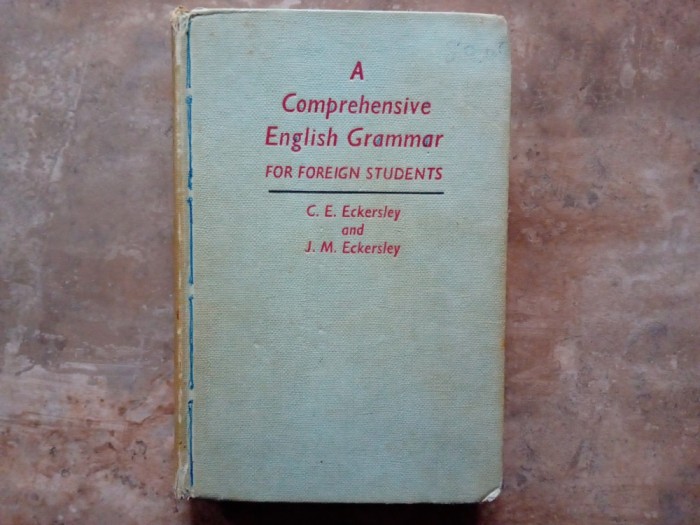 A
Comprehensive
English Grammar
FOR FOREIGN STUDENTS
C. E. Eckersley
and
J. M. Eckersley